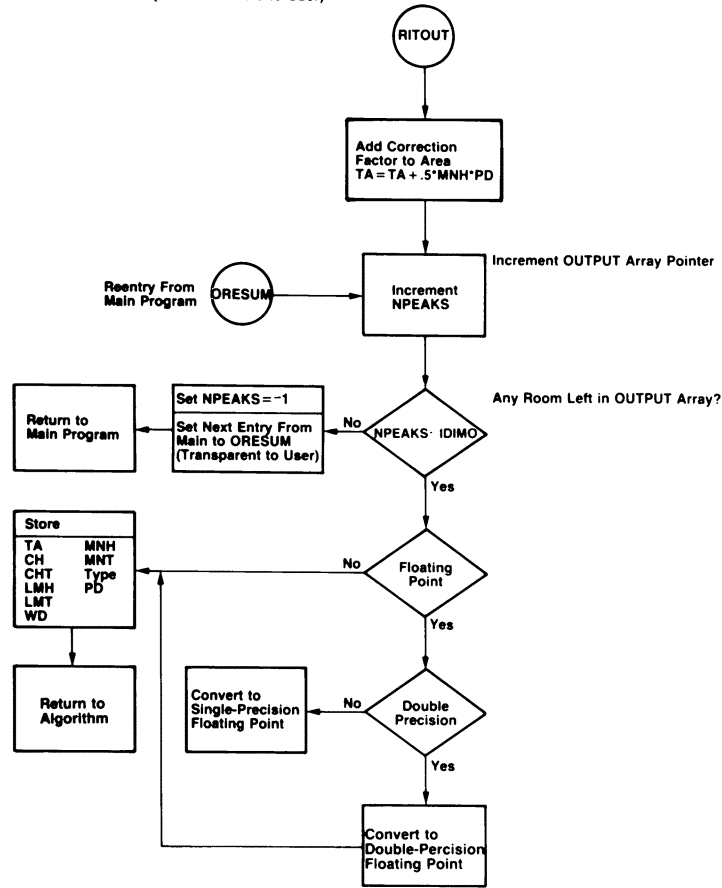 RITOUT
Add Correction
Factor to Area
TA = TA + .5*MNH*PD
Increment OUTPUT Array Pointer
Reentry From
Main Program
ORESUM
Increment
NPEAKS
Any Room Left in OUTPUT Array?
Return to
Main Program
Set NPEAKS = -1
Set Next Entry From
Main to ORESUM
(Transparent to User)
No
NPEAKS· IDIMO
Yes
Store
TA MNH
CH MNT
CHT Type
LMH PD
LMT
WD
No
Floating
Point
Yes
Return to
Algorithm
Convert to
Single-Precision
Floating Point
No
Double
Precision
Yes
Convert to
Double-Percision
Floating Point